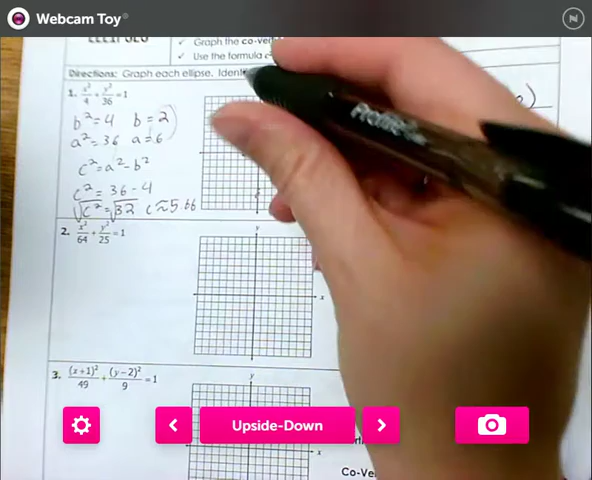 Webcam Toy
✓ Graph the co-ver
✓ Use the formula c
Directions: Graph each ellipse.
1. x²/4 + y²/36 = 1
b² = 4 b = 2
a² = 36 a = 6
c² = a² - b²
c² = 36 - 4
√c² = √32 c ≈ 5.66
2. x²/64 + y²/25 = 1
y
x
3. (x+1)²/49 + (y-2)²/9 = 1
y
x
Upside-Down
Co-Ve